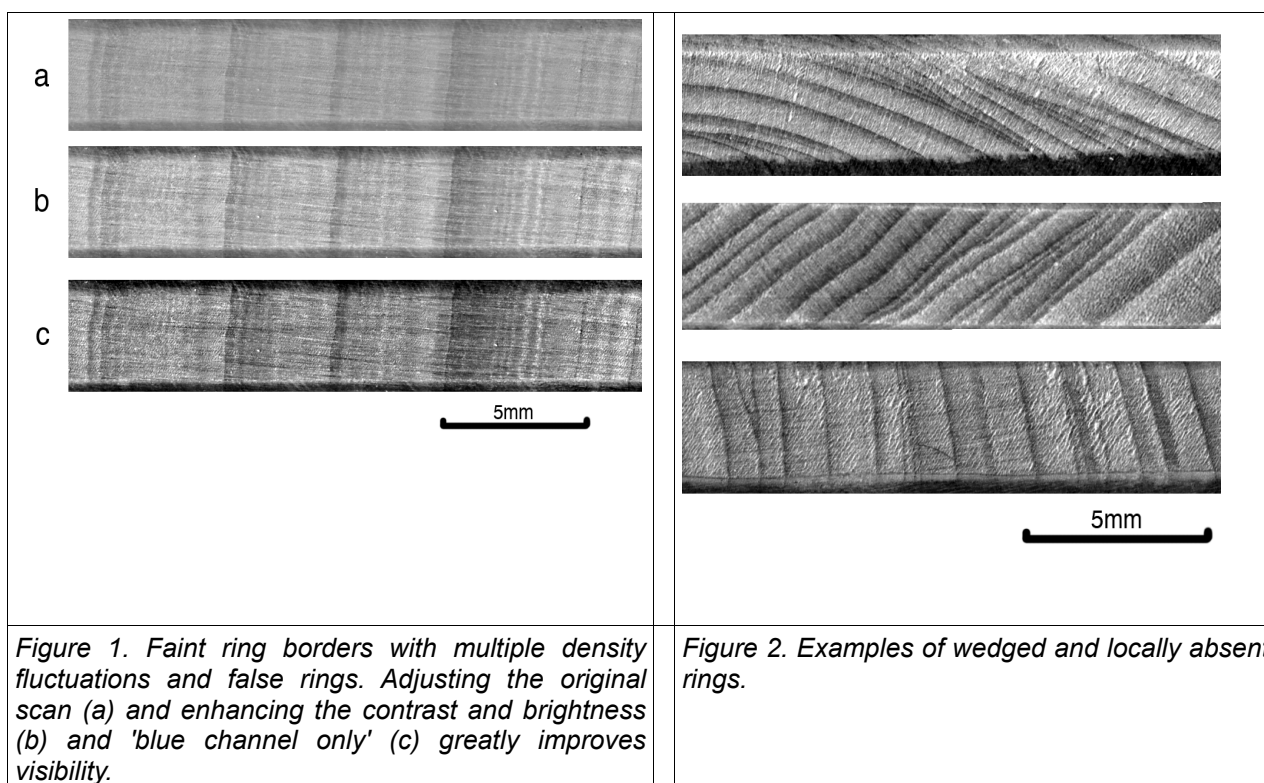 a
b
c
5mm
Figure 1. Faint ring borders with multiple density
fluctuations and false rings. Adjusting the original
scan (a) and enhancing the contrast and brightness
(b) and 'blue channel only' (c) greatly improves
visibility.
5mm
Figure 2. Examples of wedged and locally absent
rings.